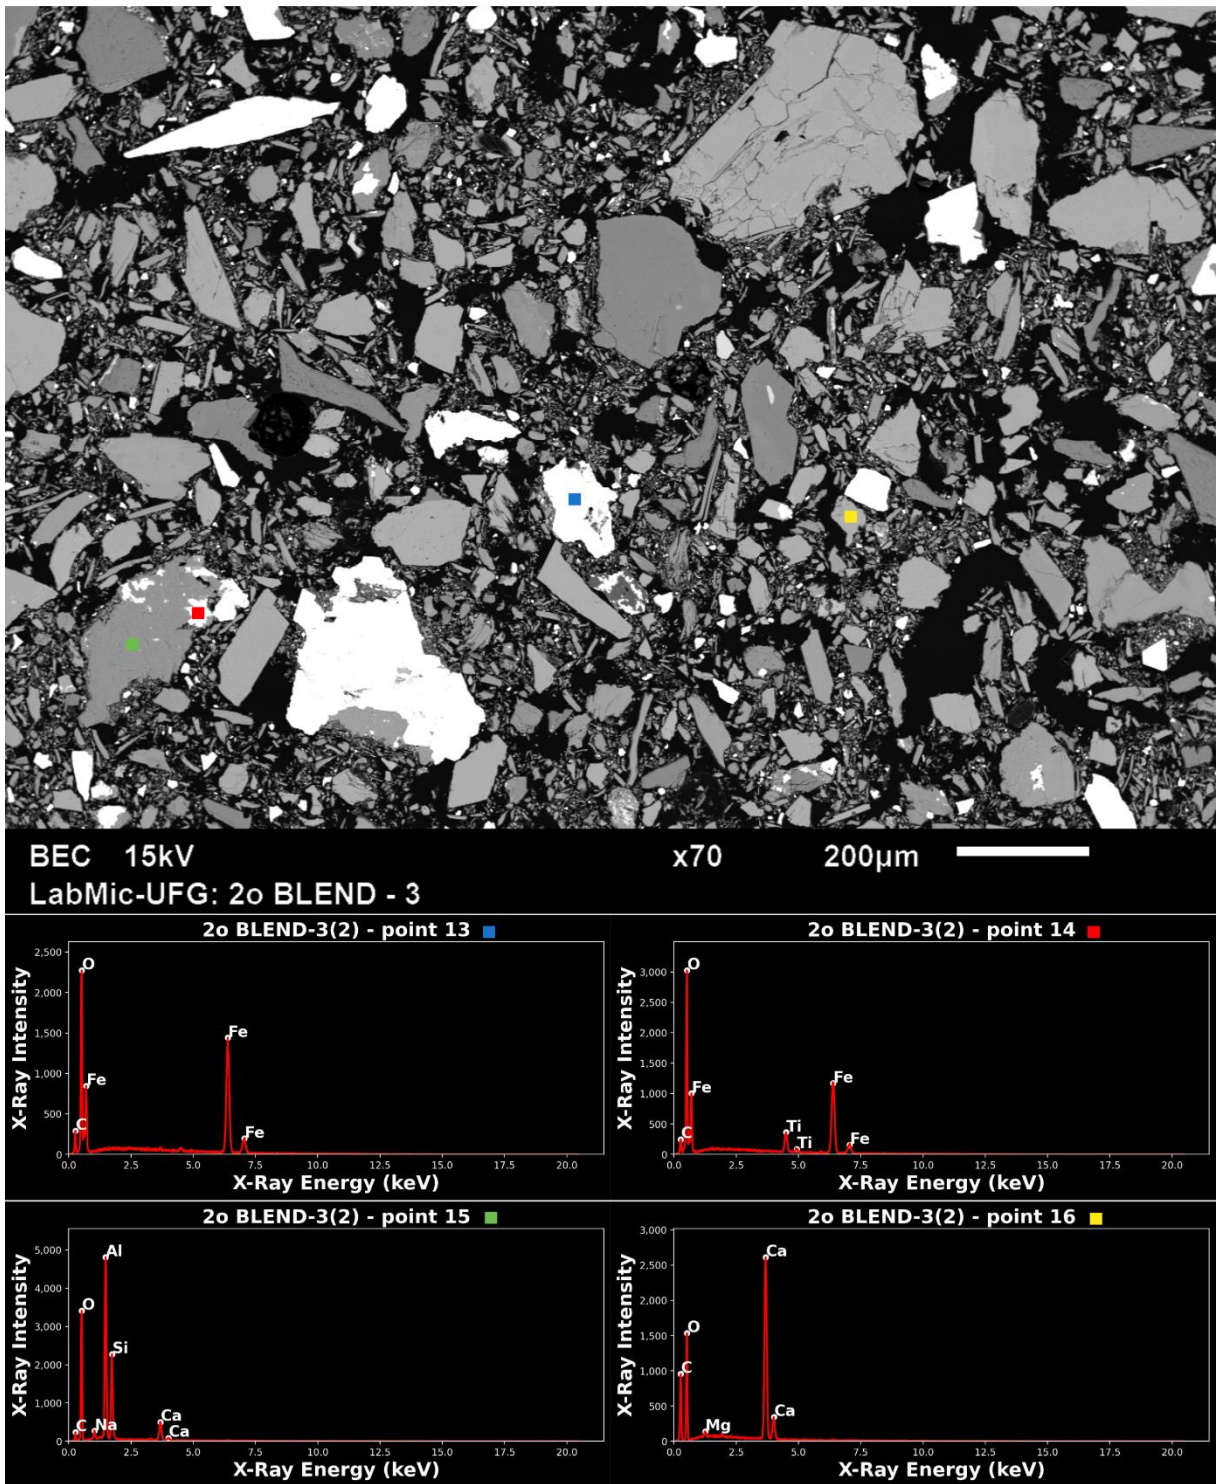 BEC 15kV x70 200µm
LabMic-UFG: 2o BLEND - 3
2o BLEND-3(2) - point 13
X-Ray Intensity
2,500
2,000
1,500
1,000
500
0
O
Fe
C
Fe
Fe
0.0 2.5 5.0 7.5 10.0 12.5 15.0 17.5 20.0
X-Ray Energy (keV)
2o BLEND-3(2) - point 14
X-Ray Intensity
3,000
2,500
2,000
1,500
1,000
500
0
O
Fe
C
Ti
Ti
Fe
Fe
0.0 2.5 5.0 7.5 10.0 12.5 15.0 17.5 20.0
X-Ray Energy (keV)
2o BLEND-3(2) - point 15
X-Ray Intensity
5,000
4,000
3,000
2,000
1,000
0
Al
O
Si
C
Na
Ca
Ca
0.0 2.5 5.0 7.5 10.0 12.5 15.0 17.5 20.0
X-Ray Energy (keV)
2o BLEND-3(2) - point 16
X-Ray Intensity
3,000
2,500
2,000
1,500
1,000
500
0
Ca
O
C
Mg
Ca
0.0 2.5 5.0 7.5 10.0 12.5 15.0 17.5 20.0
X-Ray Energy (keV)